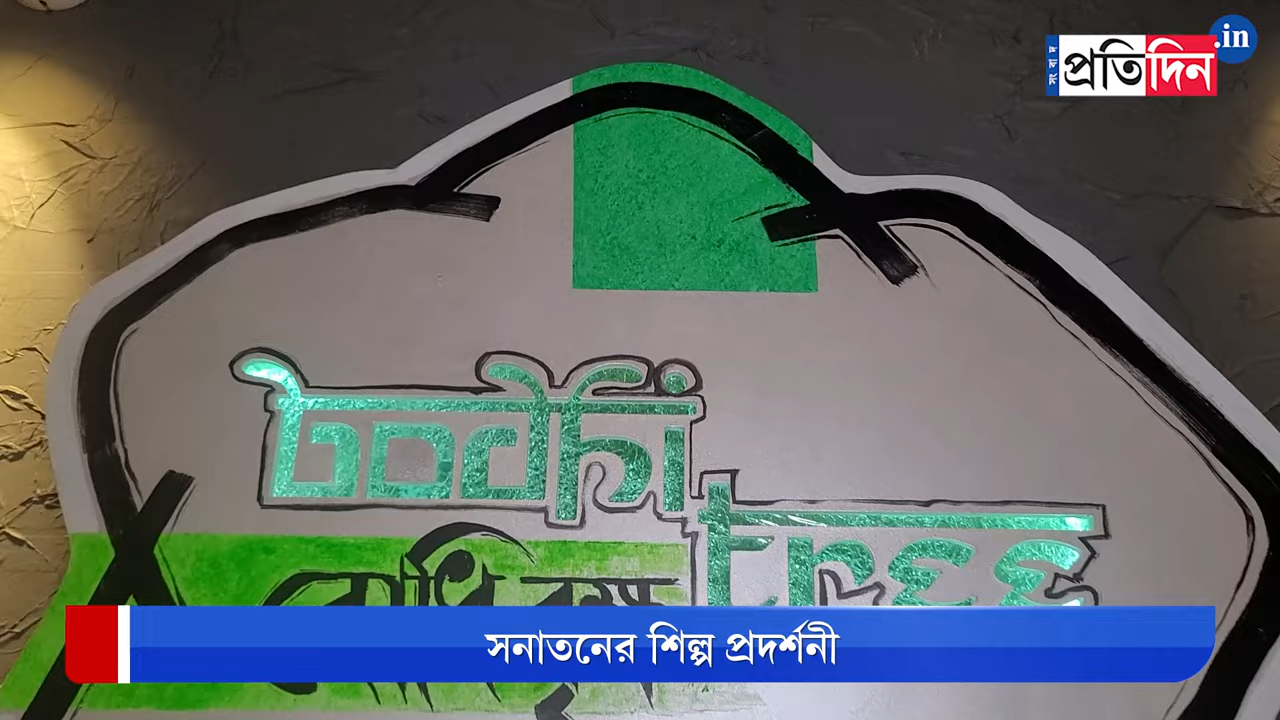 সংবাদ প্রতিদিন .in
bodhi
tree
বোধি বৃক্ষ
সনাতনের শিল্প প্রদর্শনী